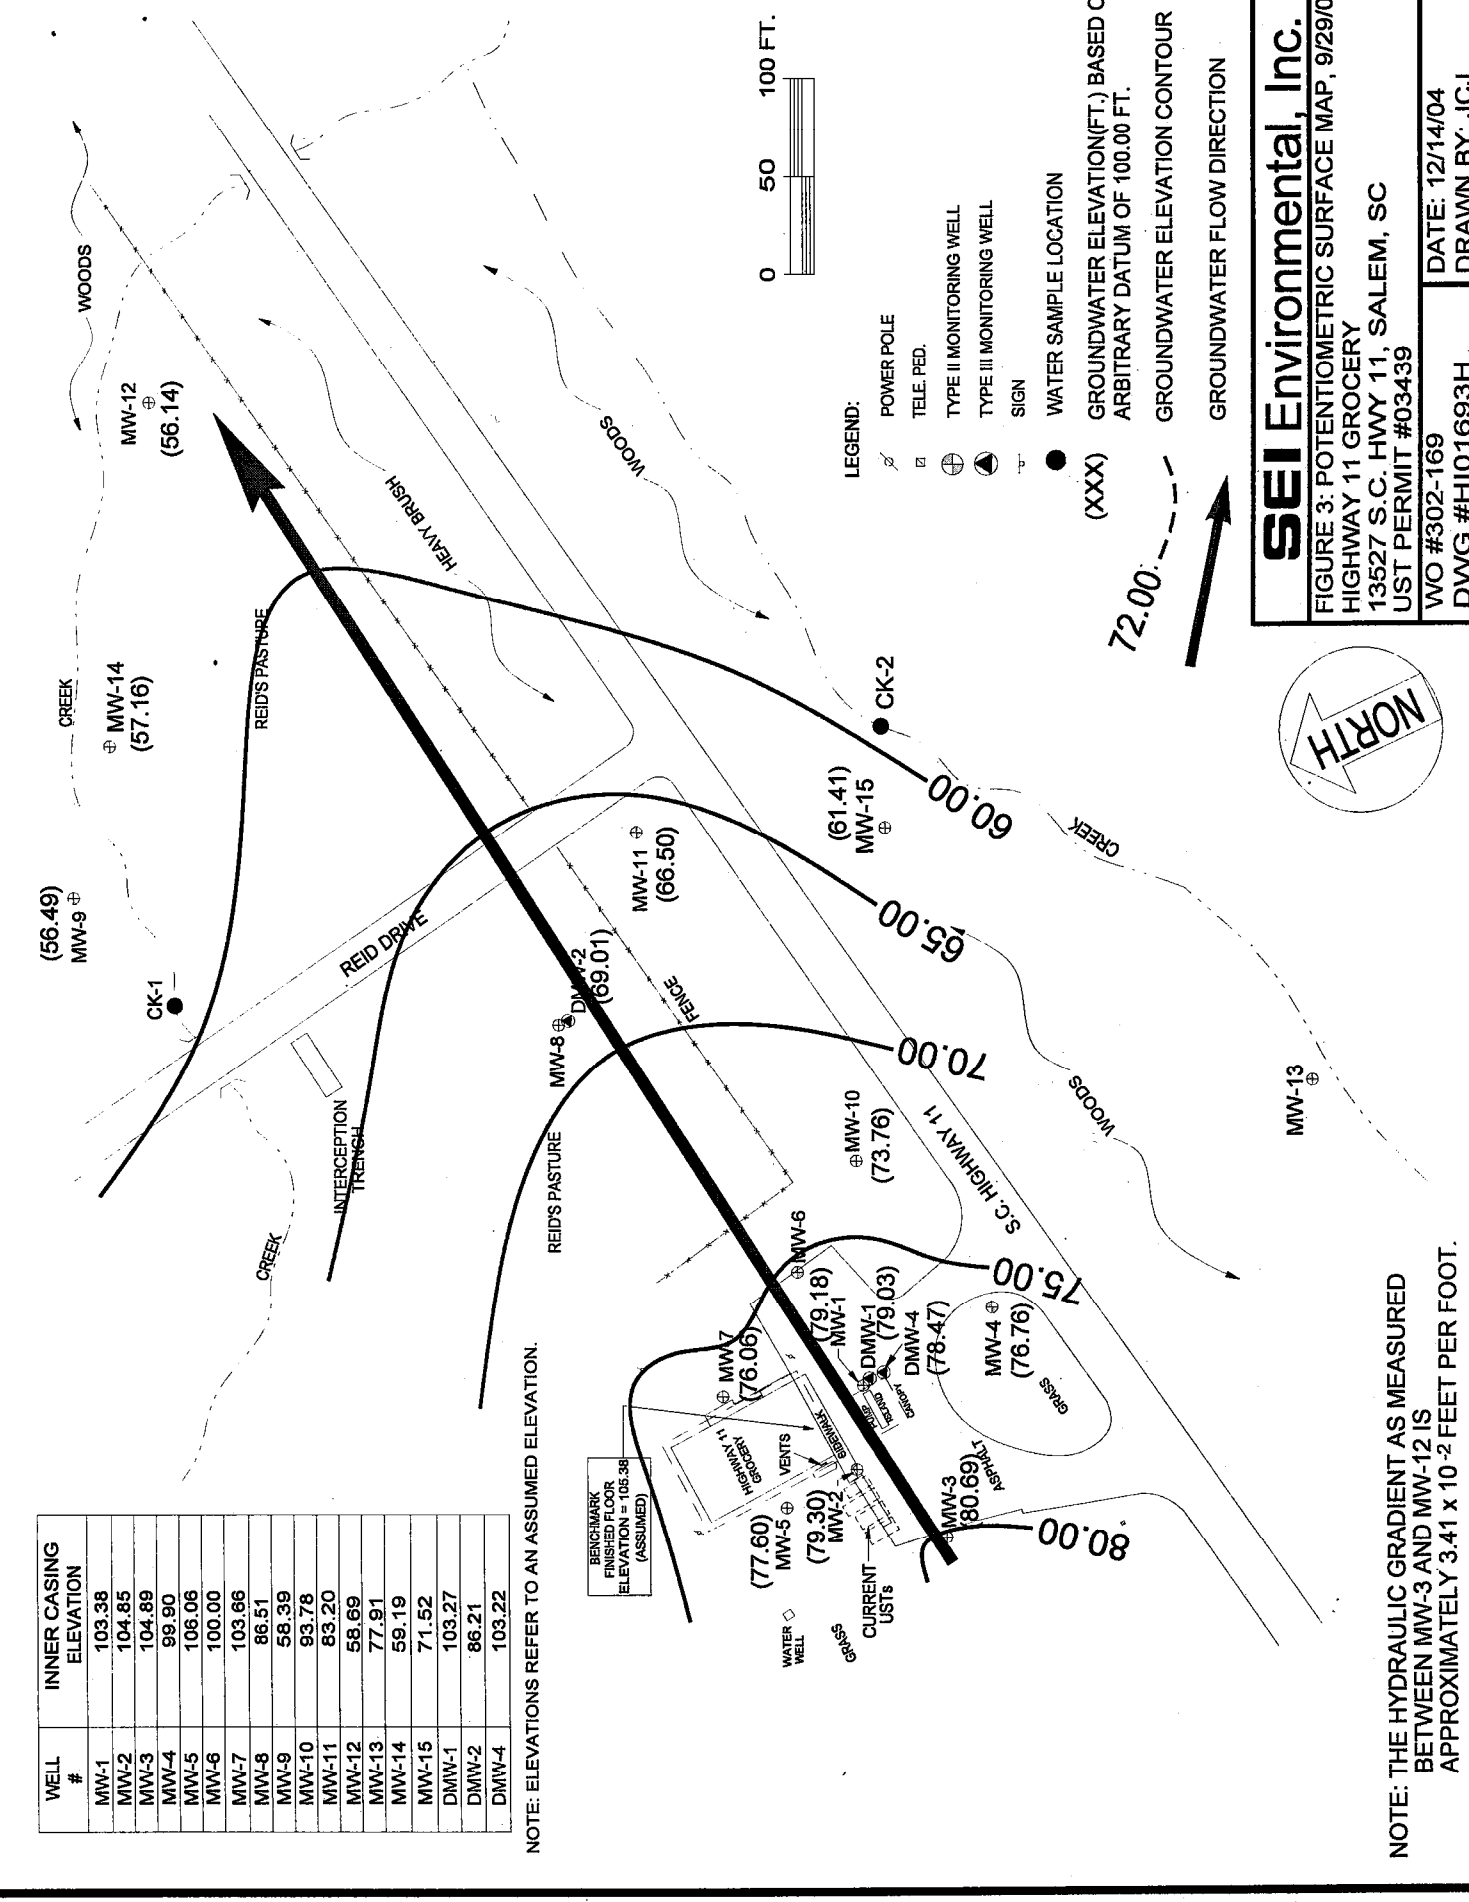 WELL # INNER CASING ELEVATION
MW-1 103.38
MW-2 104.85
MW-3 104.89
MW-4 99.90
MW-5 106.06
MW-6 100.00
MW-7 103.66
MW-8 86.51
MW-9 58.39
MW-10 93.78
MW-11 83.20
MW-12 58.69
MW-13 77.91
MW-14 59.19
MW-15 71.52
DMW-1 103.27
DMW-2 86.21
DMW-4 103.22
NOTE: ELEVATIONS REFER TO AN ASSUMED ELEVATION.
(56.49)
MW-9
CK-1
CREEK
MW-14
(57.16)
MW-12
(56.14)
WOODS
REID'S PASTURE
HEAVY BRUSH
WOODS
REID DRIVE
INTERCEPTION
TRENCH
CREEK
MW-8
DMW-2
(69.01)
MW-11
(66.50)
FENCE
REID'S PASTURE
(61.41)
MW-15
CK-2
60.00
65.00
70.00
75.00
80.00
CREEK
WOODS
MW-13
MW-10
(73.76)
S.C. HIGHWAY 11
MW-6
(79.18)
MW-1
DMW-1
(79.03)
DMW-4
(78.47)
MW-4
(76.76)
GRASS
MW-7
(76.06)
BENCHMARK
FINISHED FLOOR
ELEVATION = 105.38
(ASSUMED)
HIGHWAY 11
GROCERY
SIDEWALK
VENTS
PUMP
ISLAND
CANOPY
ASPHALT
(77.60)
MW-5
(79.30)
MW-2
MW-3
(80.69)
CURRENT
USTs
WATER
WELL
GRASS
0 50 100 FT.
LEGEND:
POWER POLE
TELE. PED.
TYPE II MONITORING WELL
TYPE III MONITORING WELL
SIGN
WATER SAMPLE LOCATION
(XXX) GROUNDWATER ELEVATION(FT.) BASED
ARBITRARY DATUM OF 100.00 FT.
72.00 GROUNDWATER ELEVATION CONTOUR
GROUNDWATER FLOW DIRECTION
NORTH
NOTE: THE HYDRAULIC GRADIENT AS MEASURED
BETWEEN MW-3 AND MW-12 IS
APPROXIMATELY 3.41 x 10⁻² FEET PER FOOT.
SEI Environmental, Inc.
FIGURE 3: POTENTIOMETRIC SURFACE MAP, 9/29/0
HIGHWAY 11 GROCERY
13527 S.C. HWY 11, SALEM, SC
UST PERMIT #03439
WO #302-169 DATE: 12/14/04
DWG #HI01693H DRAWN BY: JCJ